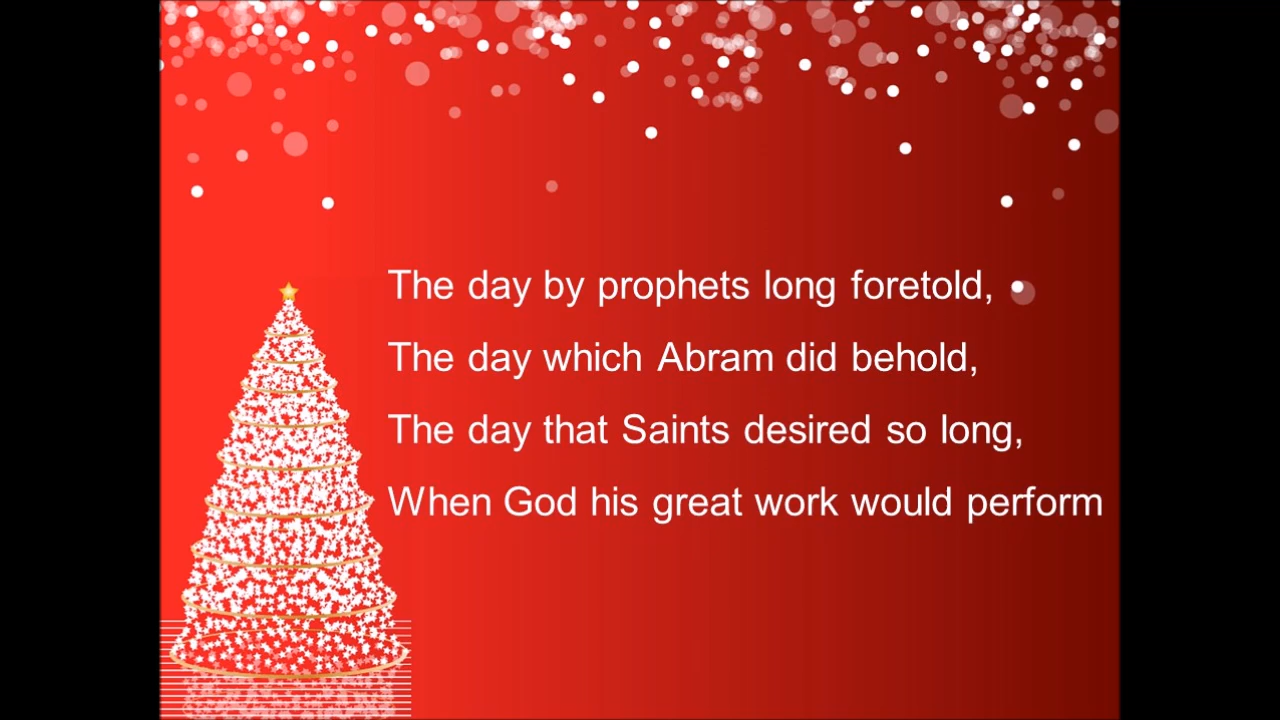 The day by prophets long foretold,
The day which Abram did behold,
The day that Saints desired so long,
When God his great work would perform